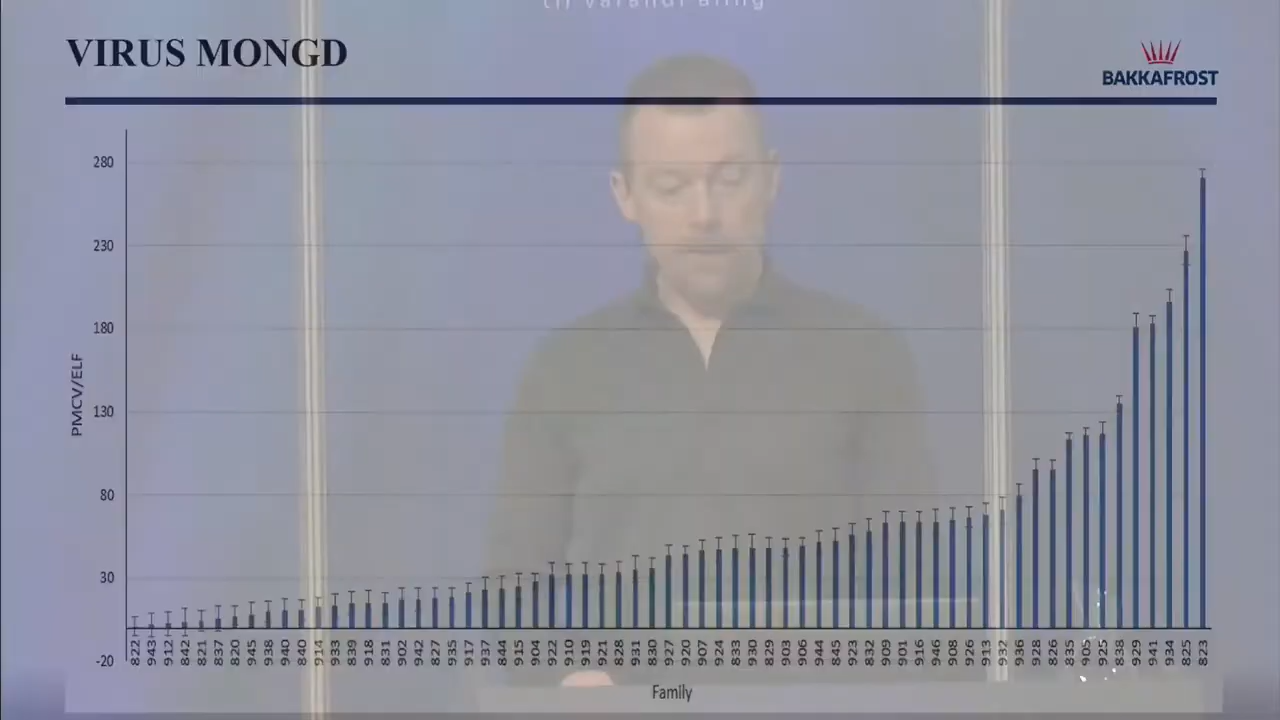 til varandi aling
VIRUS MONGD
BAKKAFROST
280
230
180
130
80
30
-20
PMCV/ELF
822 943 912 842 821 837 820 945 938 940 840 914 933 839 918 831 902 942 827 935 917 937 844 915 904 922 910 919 921 828 931 830 927 920 907 924 833 930 829 903 906 944 845 923 832 909 901 916 946 908 926 913 932 936 928 826 835 905 925 838 929 941 934 825 823
Family